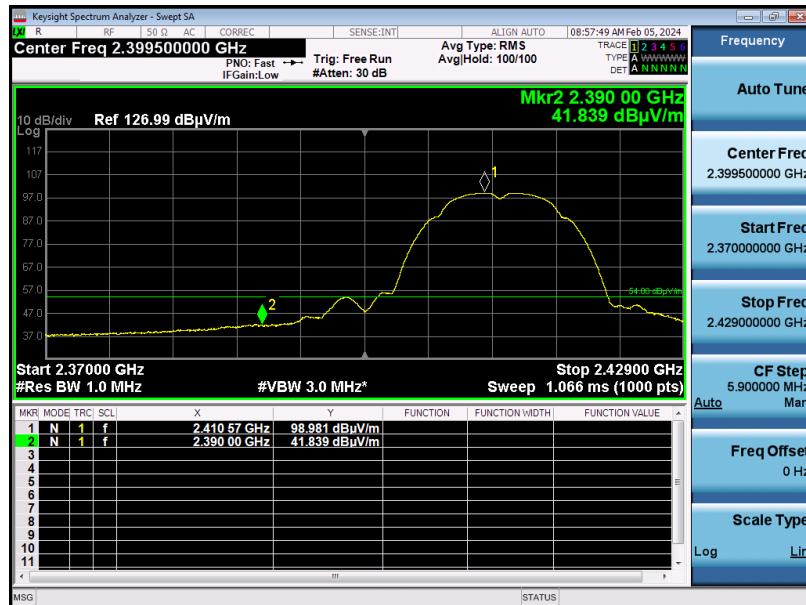 Keysight Spectrum Analyzer - Swept SA
LXI R RF 50 Ω AC CORREC SENSE:INT ALIGN AUTO 08:57:49 AM Feb 05, 2024
Center Freq 2.399500000 GHz
PNO: Fast
IFGain:Low
Trig: Free Run
#Atten: 30 dB
Avg Type: RMS
Avg|Hold: 100/100
TRACE 1 2 3 4 5 6
TYPE A WWWWW
DET A N N N N N
Mkr2 2.390 00 GHz
41.839 dBµV/m
10 dB/div Ref 126.99 dBµV/m
Log
117
107
97.0
87.0
77.0
67.0
57.0
47.0
37.0
1
2
54.00 dBµV/m
Start 2.37000 GHz Stop 2.42900 GHz
#Res BW 1.0 MHz #VBW 3.0 MHz* Sweep 1.066 ms (1000 pts)
MKR MODE TRC SCL X Y FUNCTION FUNCTION WIDTH FUNCTION VALUE
1 N 1 f 2.410 57 GHz 98.981 dBµV/m
2 N 1 f 2.390 00 GHz 41.839 dBµV/m
3
4
5
6
7
8
9
10
11
MSG STATUS
Frequency
Auto Tune
Center Freq
2.399500000 GHz
Start Freq
2.370000000 GHz
Stop Freq
2.429000000 GHz
CF Step
5.900000 MHz
Auto Man
Freq Offset
0 Hz
Scale Type
Log Lin